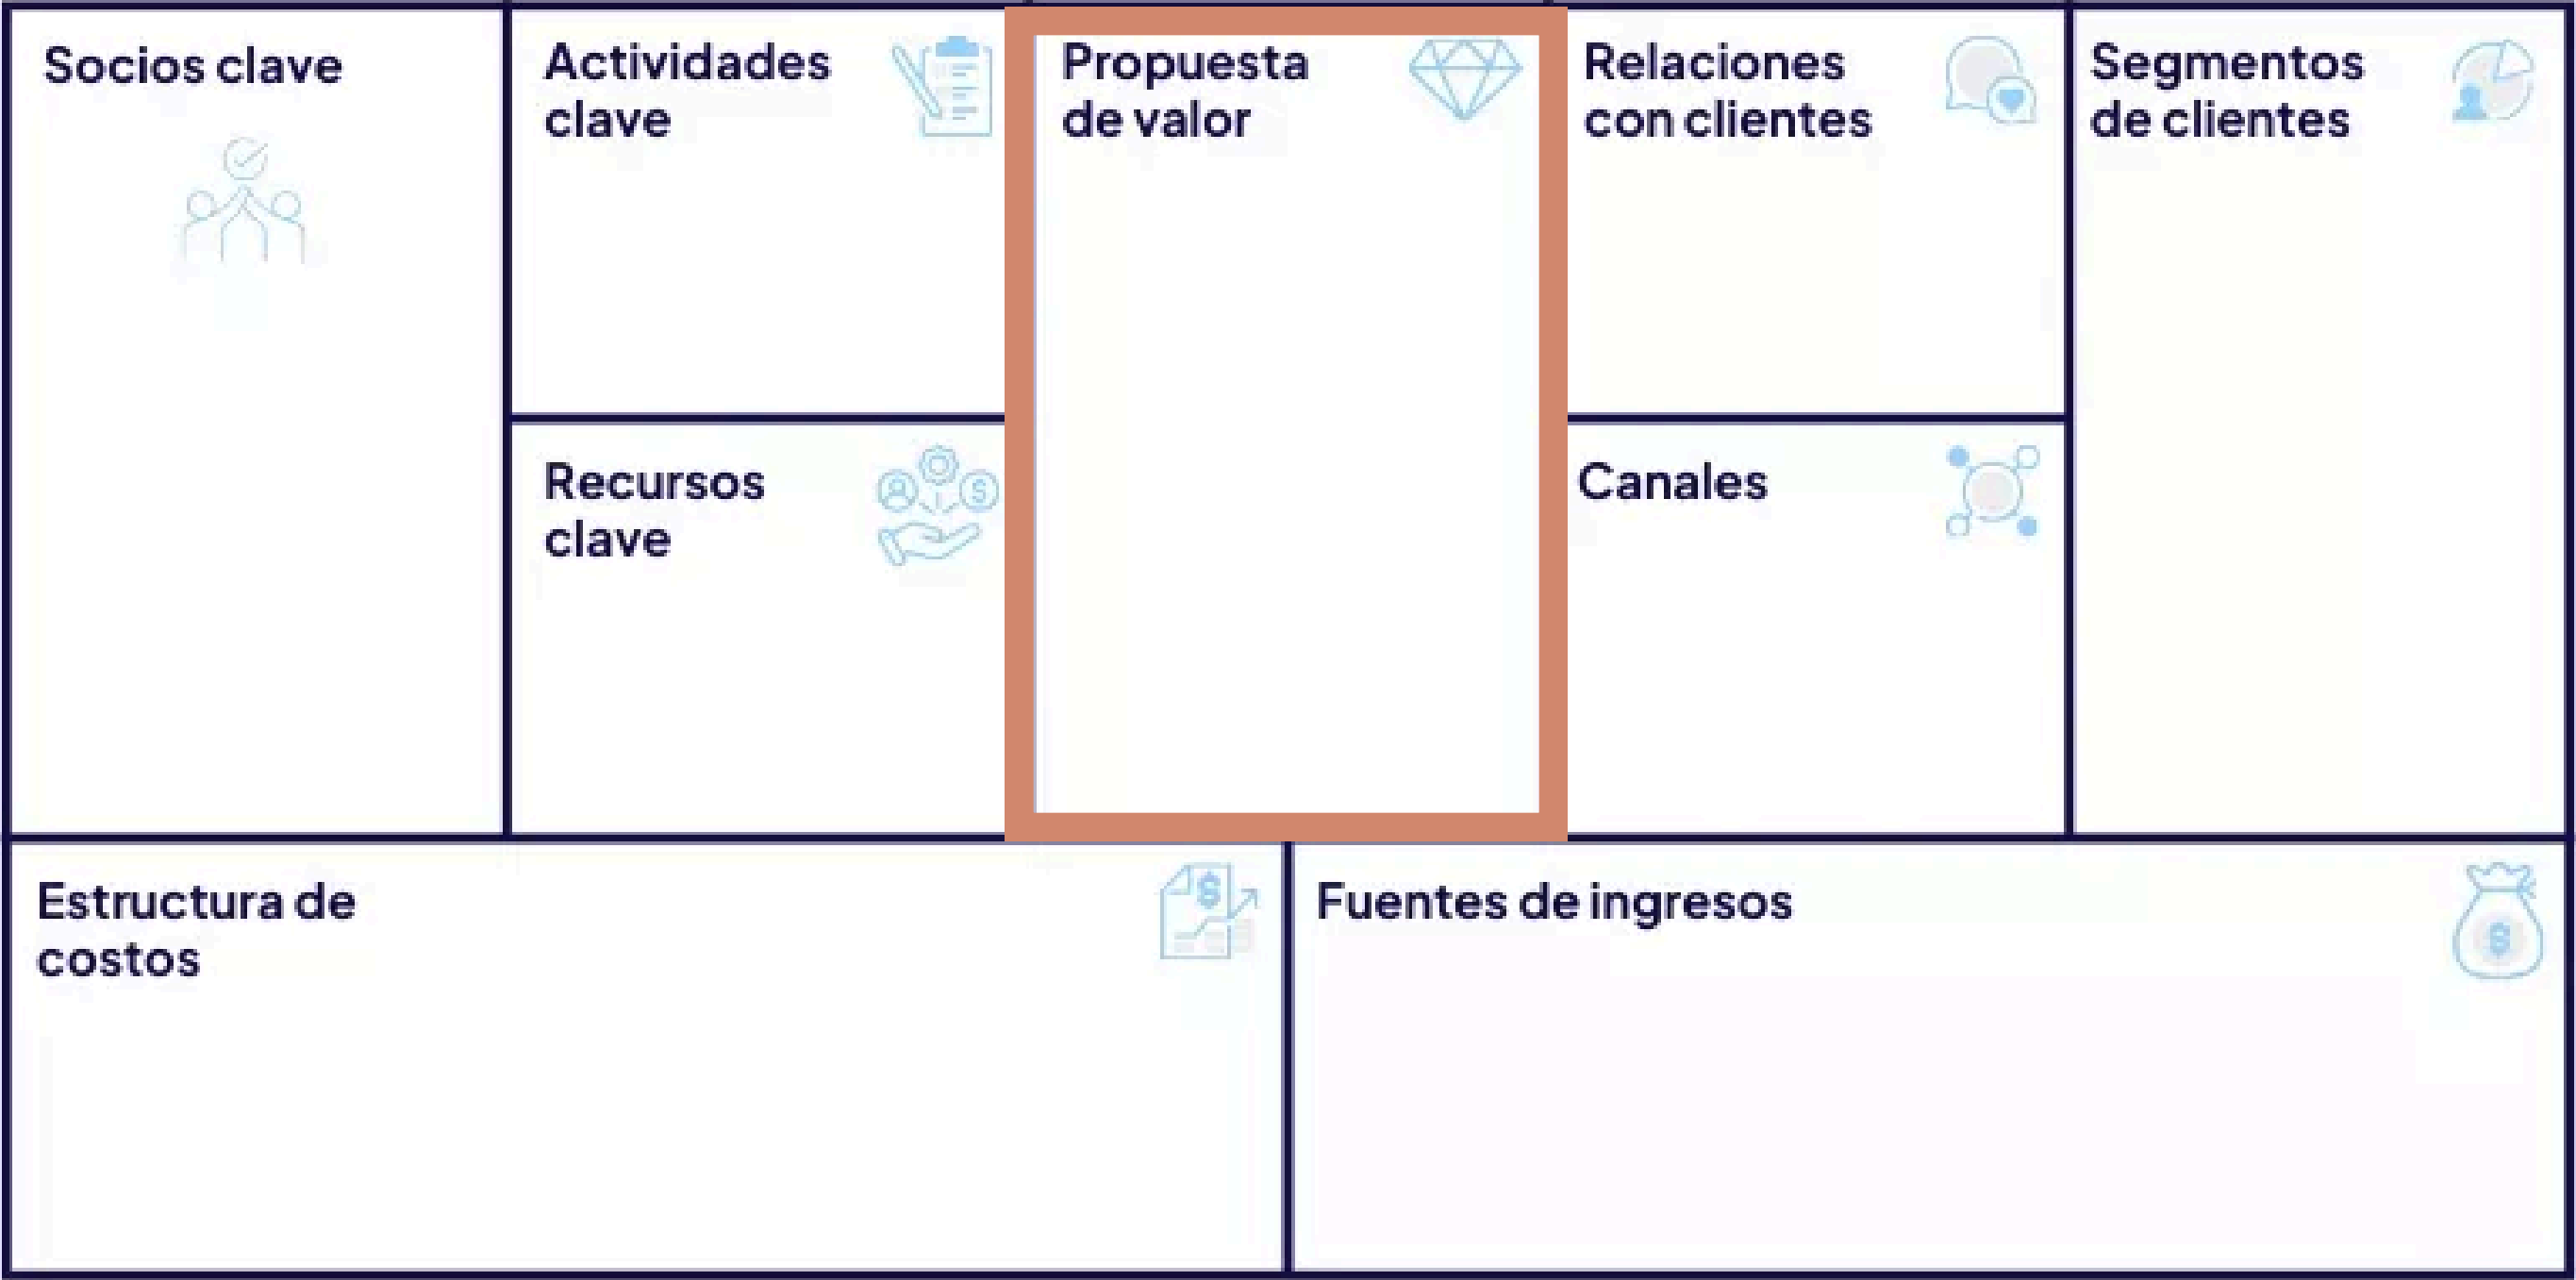 Socios clave
Actividades
clave
Propuesta
de valor
Relaciones
con clientes
Segmentos
de clientes
Recursos
clave
$
Canales
Estructura de
costos
$
Fuentes de ingresos
$